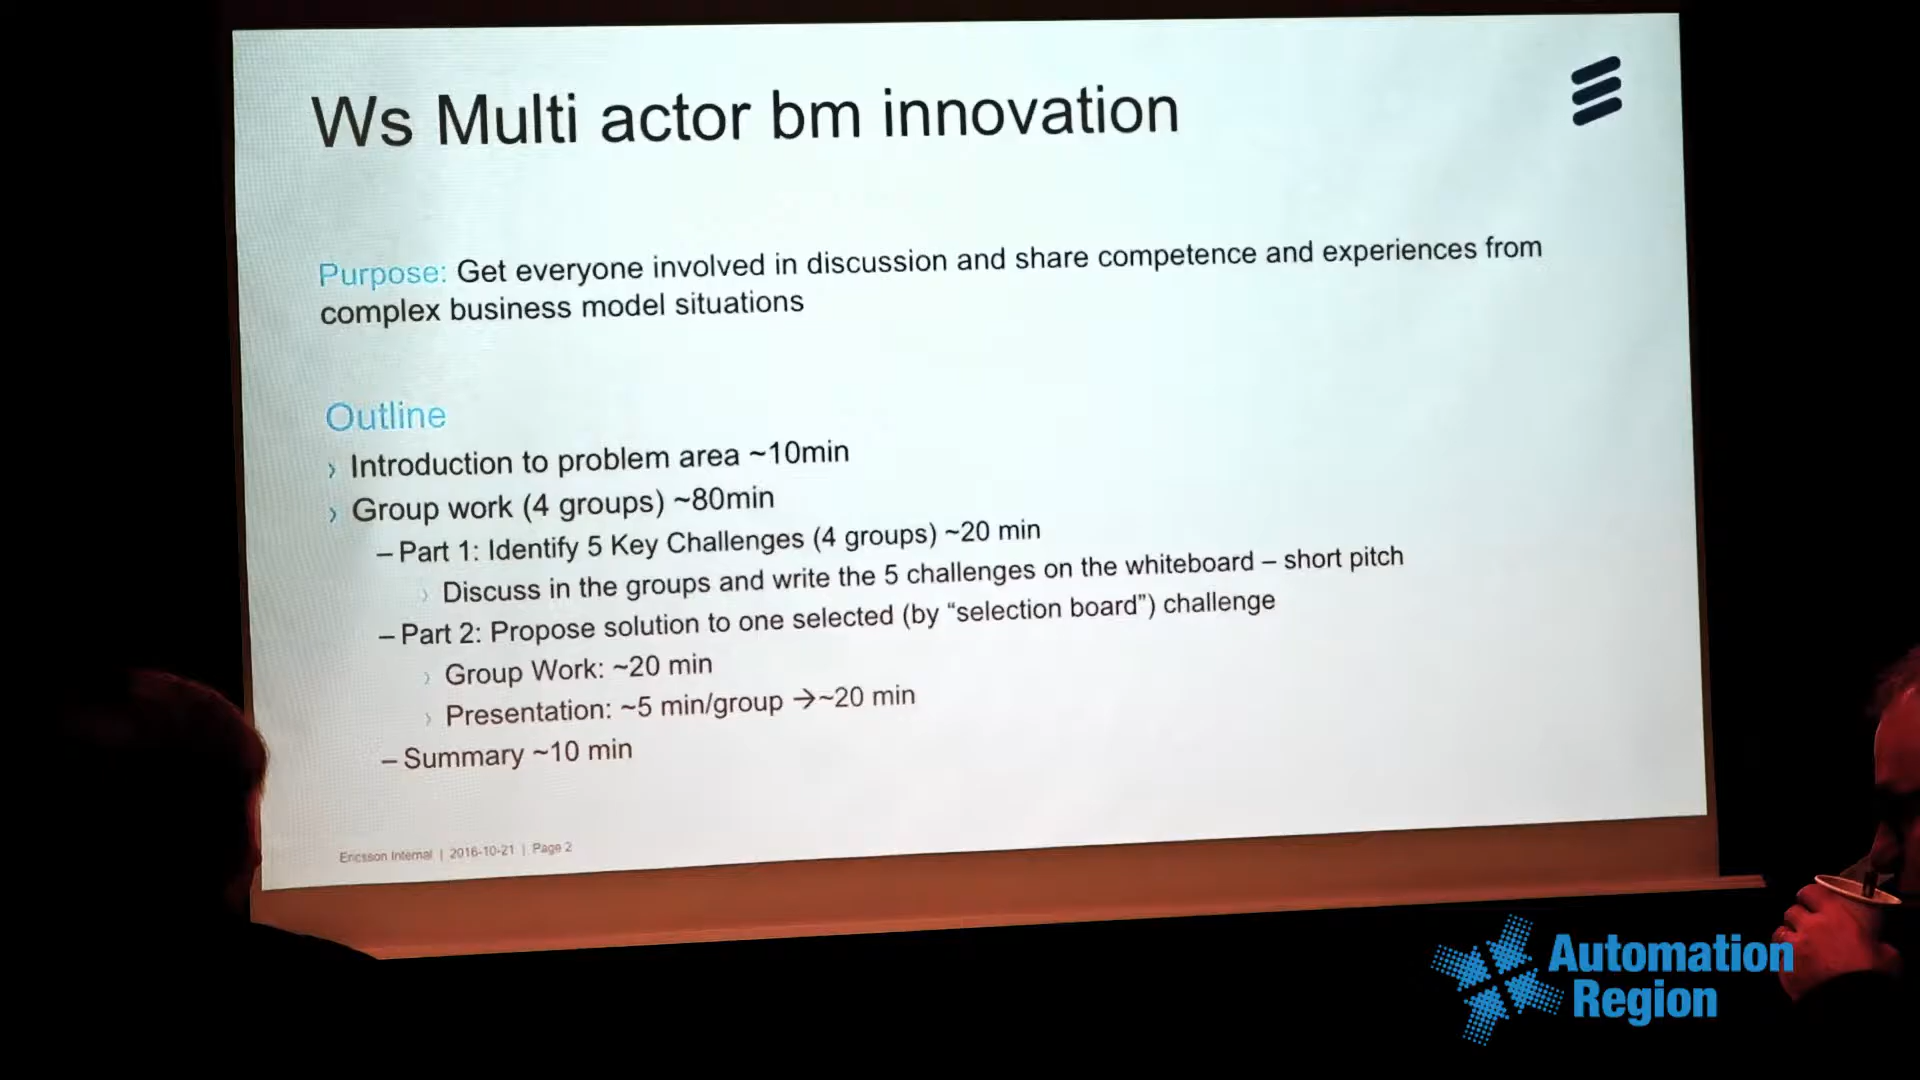 Ws Multi actor bm innovation
Purpose: Get everyone involved in discussion and share competence and experiences from
complex business model situations
Outline
› Introduction to problem area ~10min
› Group work (4 groups) ~80min
– Part 1: Identify 5 Key Challenges (4 groups) ~20 min
› Discuss in the groups and write the 5 challenges on the whiteboard – short pitch
– Part 2: Propose solution to one selected (by “selection board”) challenge
› Group Work: ~20 min
› Presentation: ~5 min/group →~20 min
– Summary ~10 min
Ericsson Internal | 2016-10-21 | Page 2
Automation
Region